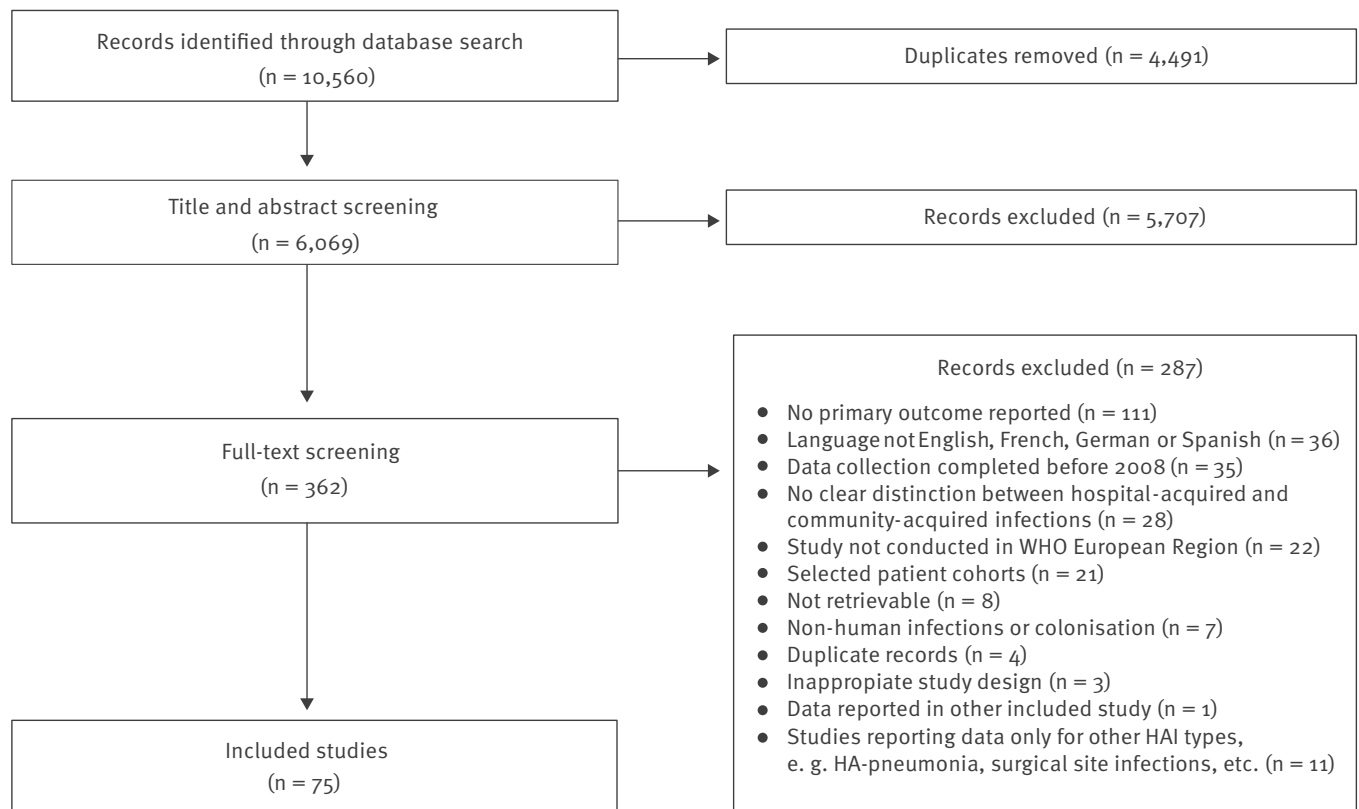 Records identified through database search
(n = 10,560)
Duplicates removed (n = 4,491)
Title and abstract screening
(n = 6,069)
Records excluded (n = 5,707)
Full-text screening
(n = 362)
Records excluded (n = 287)
● No primary outcome reported (n = 111)
● Language not English, French, German or Spanish (n = 36)
● Data collection completed before 2008 (n = 35)
● No clear distinction between hospital-acquired and
community-acquired infections (n = 28)
● Study not conducted in WHO European Region (n = 22)
● Selected patient cohorts (n = 21)
● Not retrievable (n = 8)
● Non-human infections or colonisation (n = 7)
● Duplicate records (n = 4)
● Inappropiate study design (n = 3)
● Data reported in other included study (n = 1)
● Studies reporting data only for other HAI types,
e. g. HA-pneumonia, surgical site infections, etc. (n = 11)
Included studies
(n = 75)